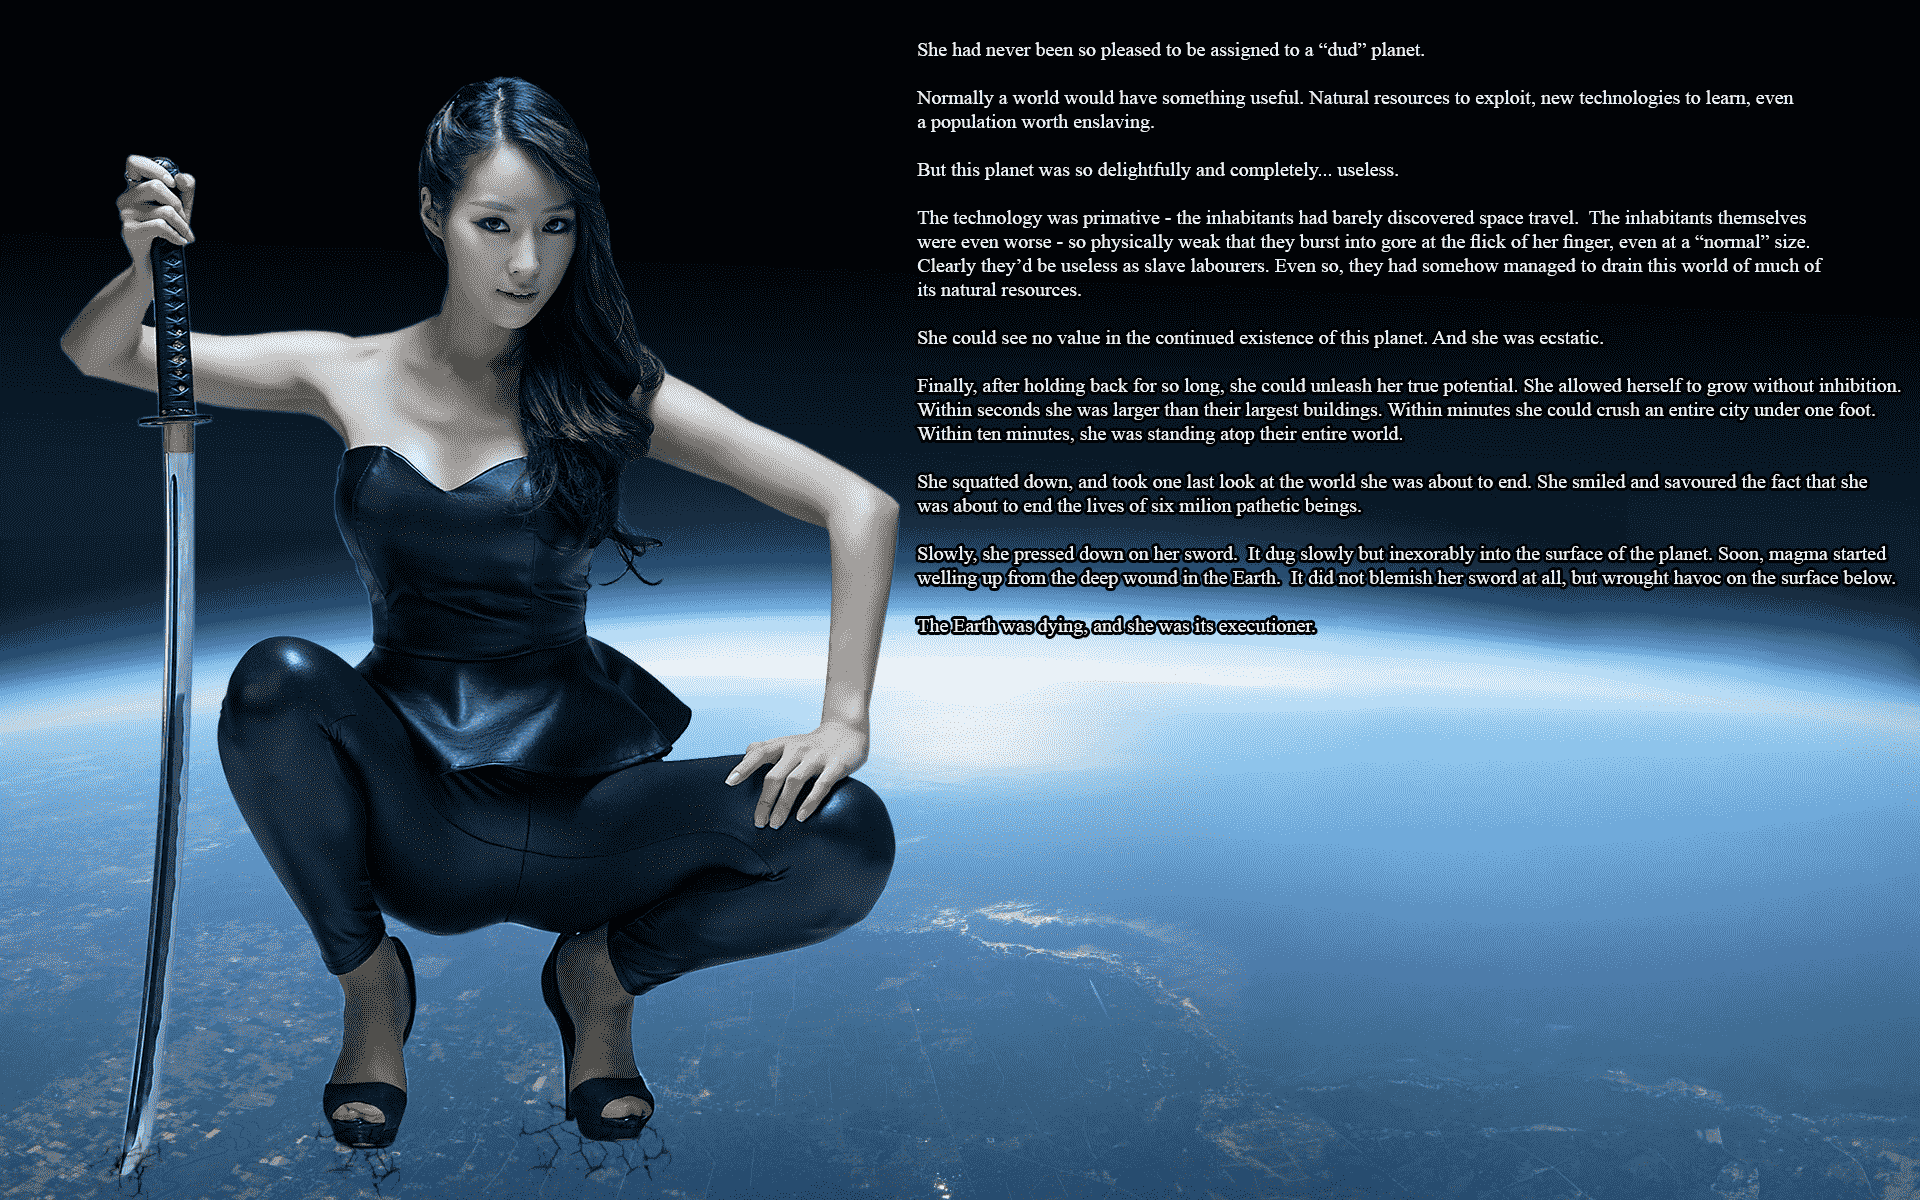 She had never been so pleased to be assigned to a “dud” planet.
Normally a world would have something useful. Natural resources to exploit, new technologies to learn, even
a population worth enslaving.
But this planet was so delightfully and completely... useless.
The technology was primative - the inhabitants had barely discovered space travel.  The inhabitants themselves
were even worse - so physically weak that they burst into gore at the flick of her finger, even at a “normal” size.
Clearly they’d be useless as slave labourers. Even so, they had somehow managed to drain this world of much of
its natural resources.
She could see no value in the continued existence of this planet. And she was ecstatic.
Finally, after holding back for so long, she could unleash her true potential. She allowed herself to grow without inhibition.
Within seconds she was larger than their largest buildings. Within minutes she could crush an entire city under one foot.
Within ten minutes, she was standing atop their entire world.
She squatted down, and took one last look at the world she was about to end. She smiled and savoured the fact that she
was about to end the lives of six milion pathetic beings.
Slowly, she pressed down on her sword.  It dug slowly but inexorably into the surface of the planet. Soon, magma started
welling up from the deep wound in the Earth.  It did not blemish her sword at all, but wrought havoc on the surface below.
The Earth was dying, and she was its executioner.